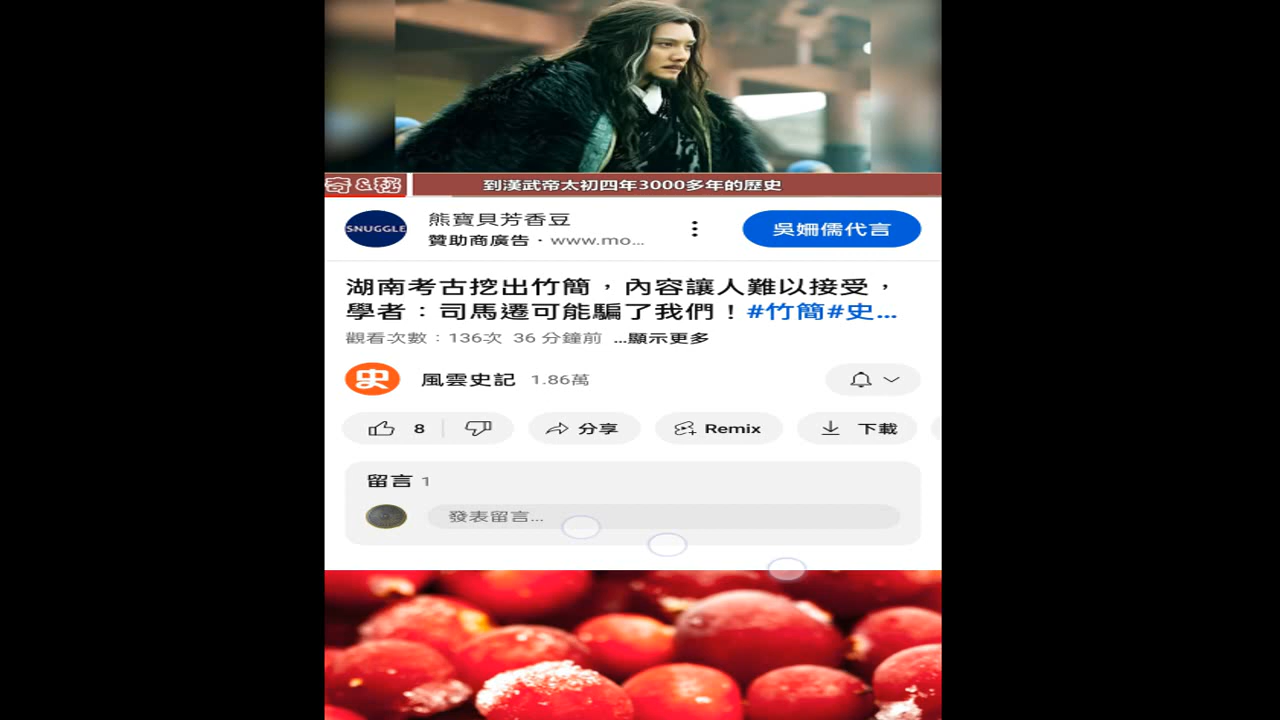 奇&秘
到漢武帝太初四年3000多年的歷史
SNUGGLE
熊寶貝芳香豆
贊助商廣告・www.mo...
吳姍儒代言
湖南考古挖出竹簡，內容讓人難以接受，
學者：司馬遷可能騙了我們！#竹簡#史...
觀看次數：136次 36 分鐘前 ...顯示更多
史
風雲史記 1.86萬
8
分享
Remix
下載
留言 1
發表留言...